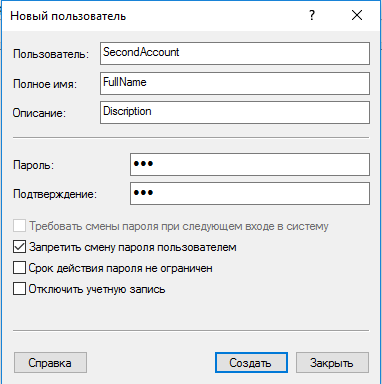 Новый пользователь ?
Пользователь: SecondAccount
Полное имя: FullName
Описание: Discription
Пароль: •••
Подтверждение: •••
Требовать смены пароля при следующем входе в систему
Запретить смену пароля пользователем
Срок действия пароля не ограничен
Отключить учетную запись
Справка Создать Закрыть